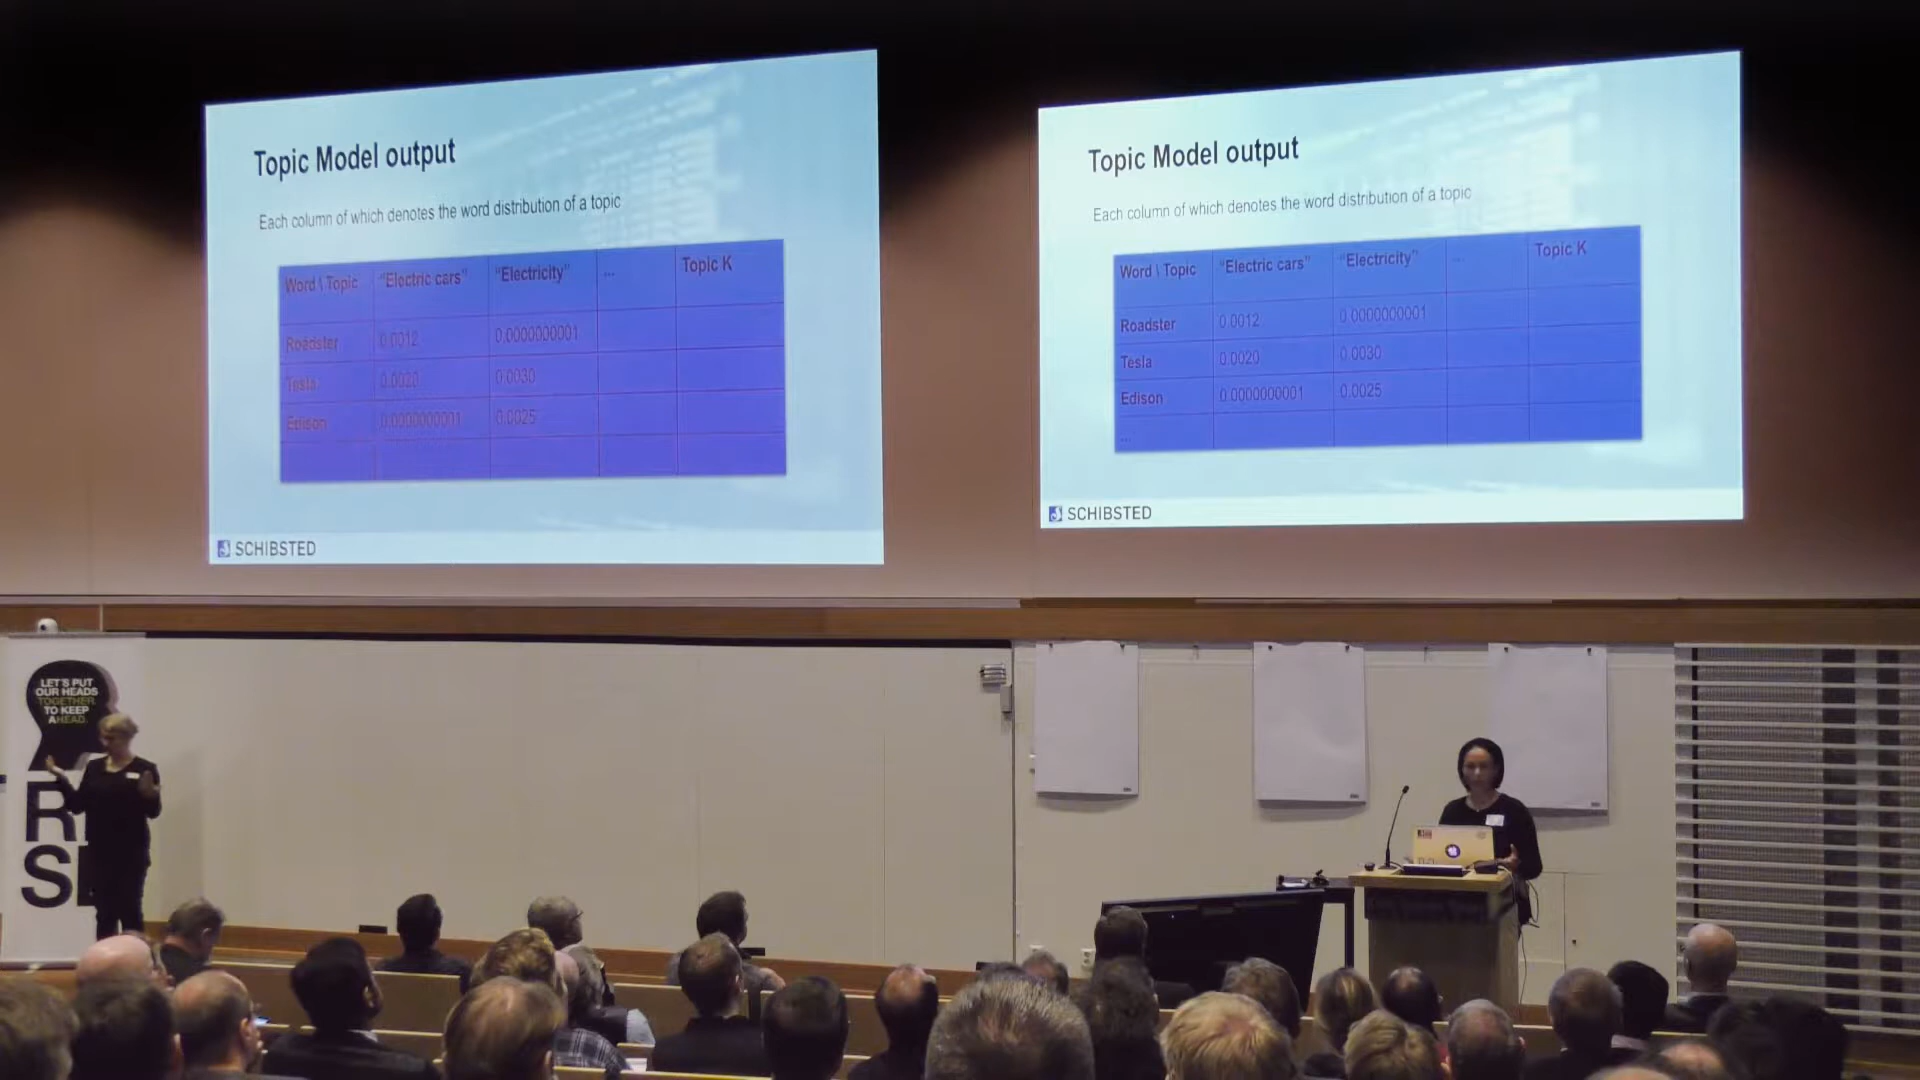 Topic Model output
Each column of which denotes the word distribution of a topic
Word \ Topic "Electric cars" "Electricity" ... Topic K
Roadster 0.0012 0.0000000001
Tesla 0.0020 0.0030
Edison 0.0000000001 0.0025
SCHIBSTED
Topic Model output
Each column of which denotes the word distribution of a topic
Word \ Topic "Electric cars" "Electricity" ... Topic K
Roadster 0.0012 0.0000000001
Tesla 0.0020 0.0030
Edison 0.0000000001 0.0025
...
SCHIBSTED
LET'S PUT
OUR HEADS
TOGETHER
TO KEEP
AHEAD.
R
S